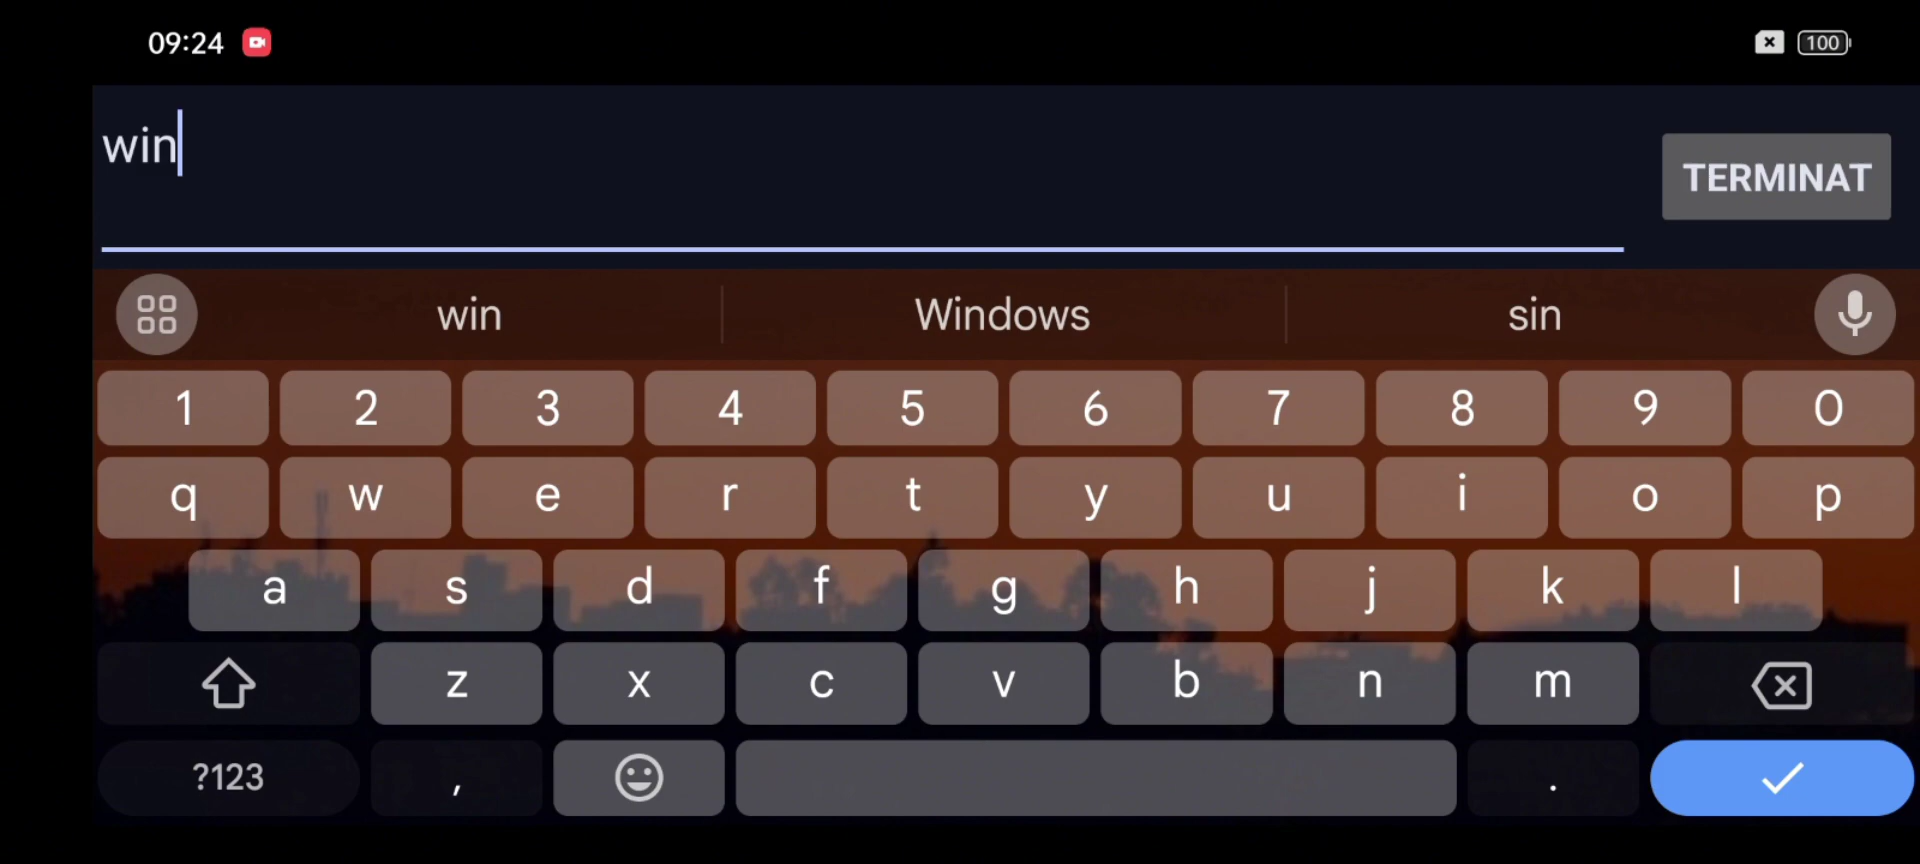 09:24
100
win
TERMINAT
win Windows sin
1 2 3 4 5 6 7 8 9 0
q w e r t y u i o p
a s d f g h j k l
z x c v b n m
?123 , .